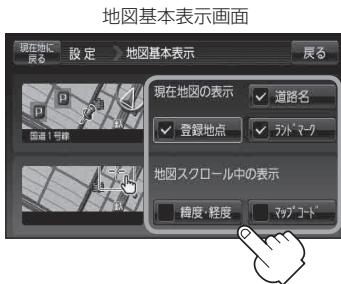 地図基本表示画面
現在地に
戻る
設定
地図基本表示
戻る
現在地図の表示
道路名
登録地点
ﾗﾝﾄﾞﾏｰｸ
P
P
国道1号線
地図スクロール中の表示
緯度・経度
ﾏｯﾌﾟｺｰﾄﾞ